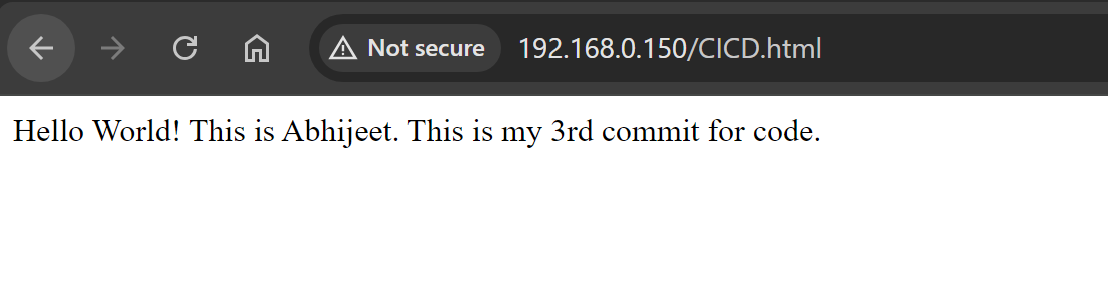 Not secure 192.168.0.150/CICD.html
Hello World! This is Abhijeet. This is my 3rd commit for code.